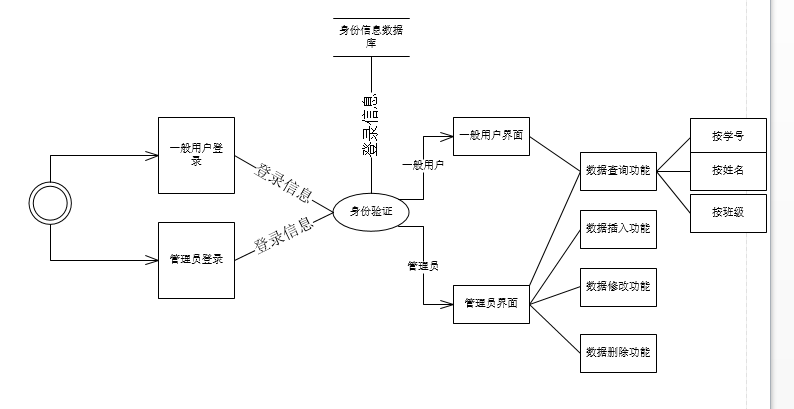 身份信息数据
库
登录信息
一般用户登
录
登录信息
管理员登录
登录信息
身份验证
一般用户
管理员
一般用户界面
管理员界面
数据查询功能
数据插入功能
数据修改功能
数据删除功能
按学号
按姓名
按班级